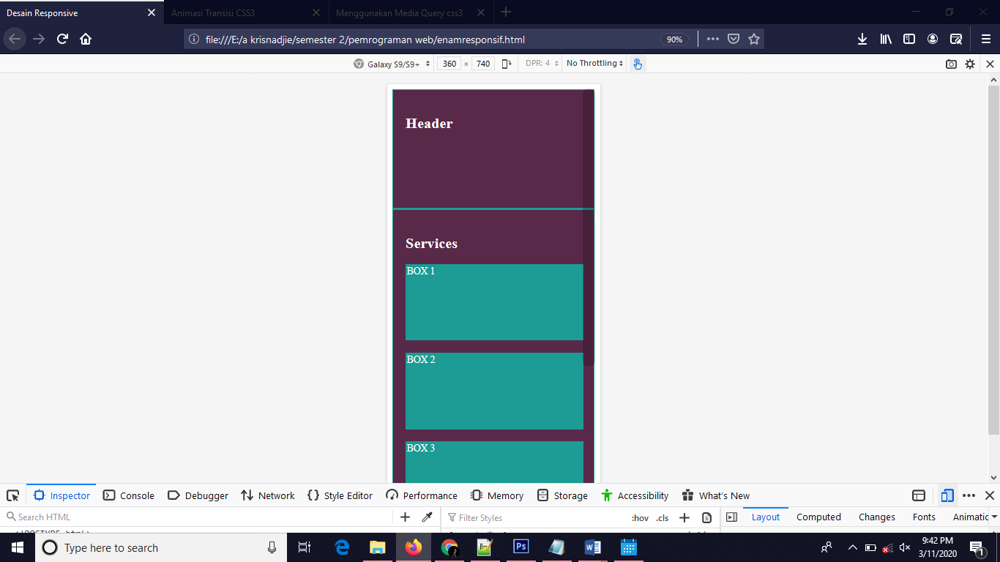 Desain Responsive
Animasi Transisi CSS3
Menggunakan Media Query css3
file:///E:/a krisnadjie/semester 2/pemrograman web/enamresponsif.html
90%
Galaxy S9/S9+
360 × 740
DPR: 4
No Throttling
Header
Services
BOX 1
BOX 2
BOX 3
Inspector Console Debugger Network Style Editor Performance Memory Storage Accessibility What's New
Search HTML
Filter Styles
:hov .cls
Layout Computed Changes Fonts Animatic
Type here to search
9:42 PM
3/11/2020
1